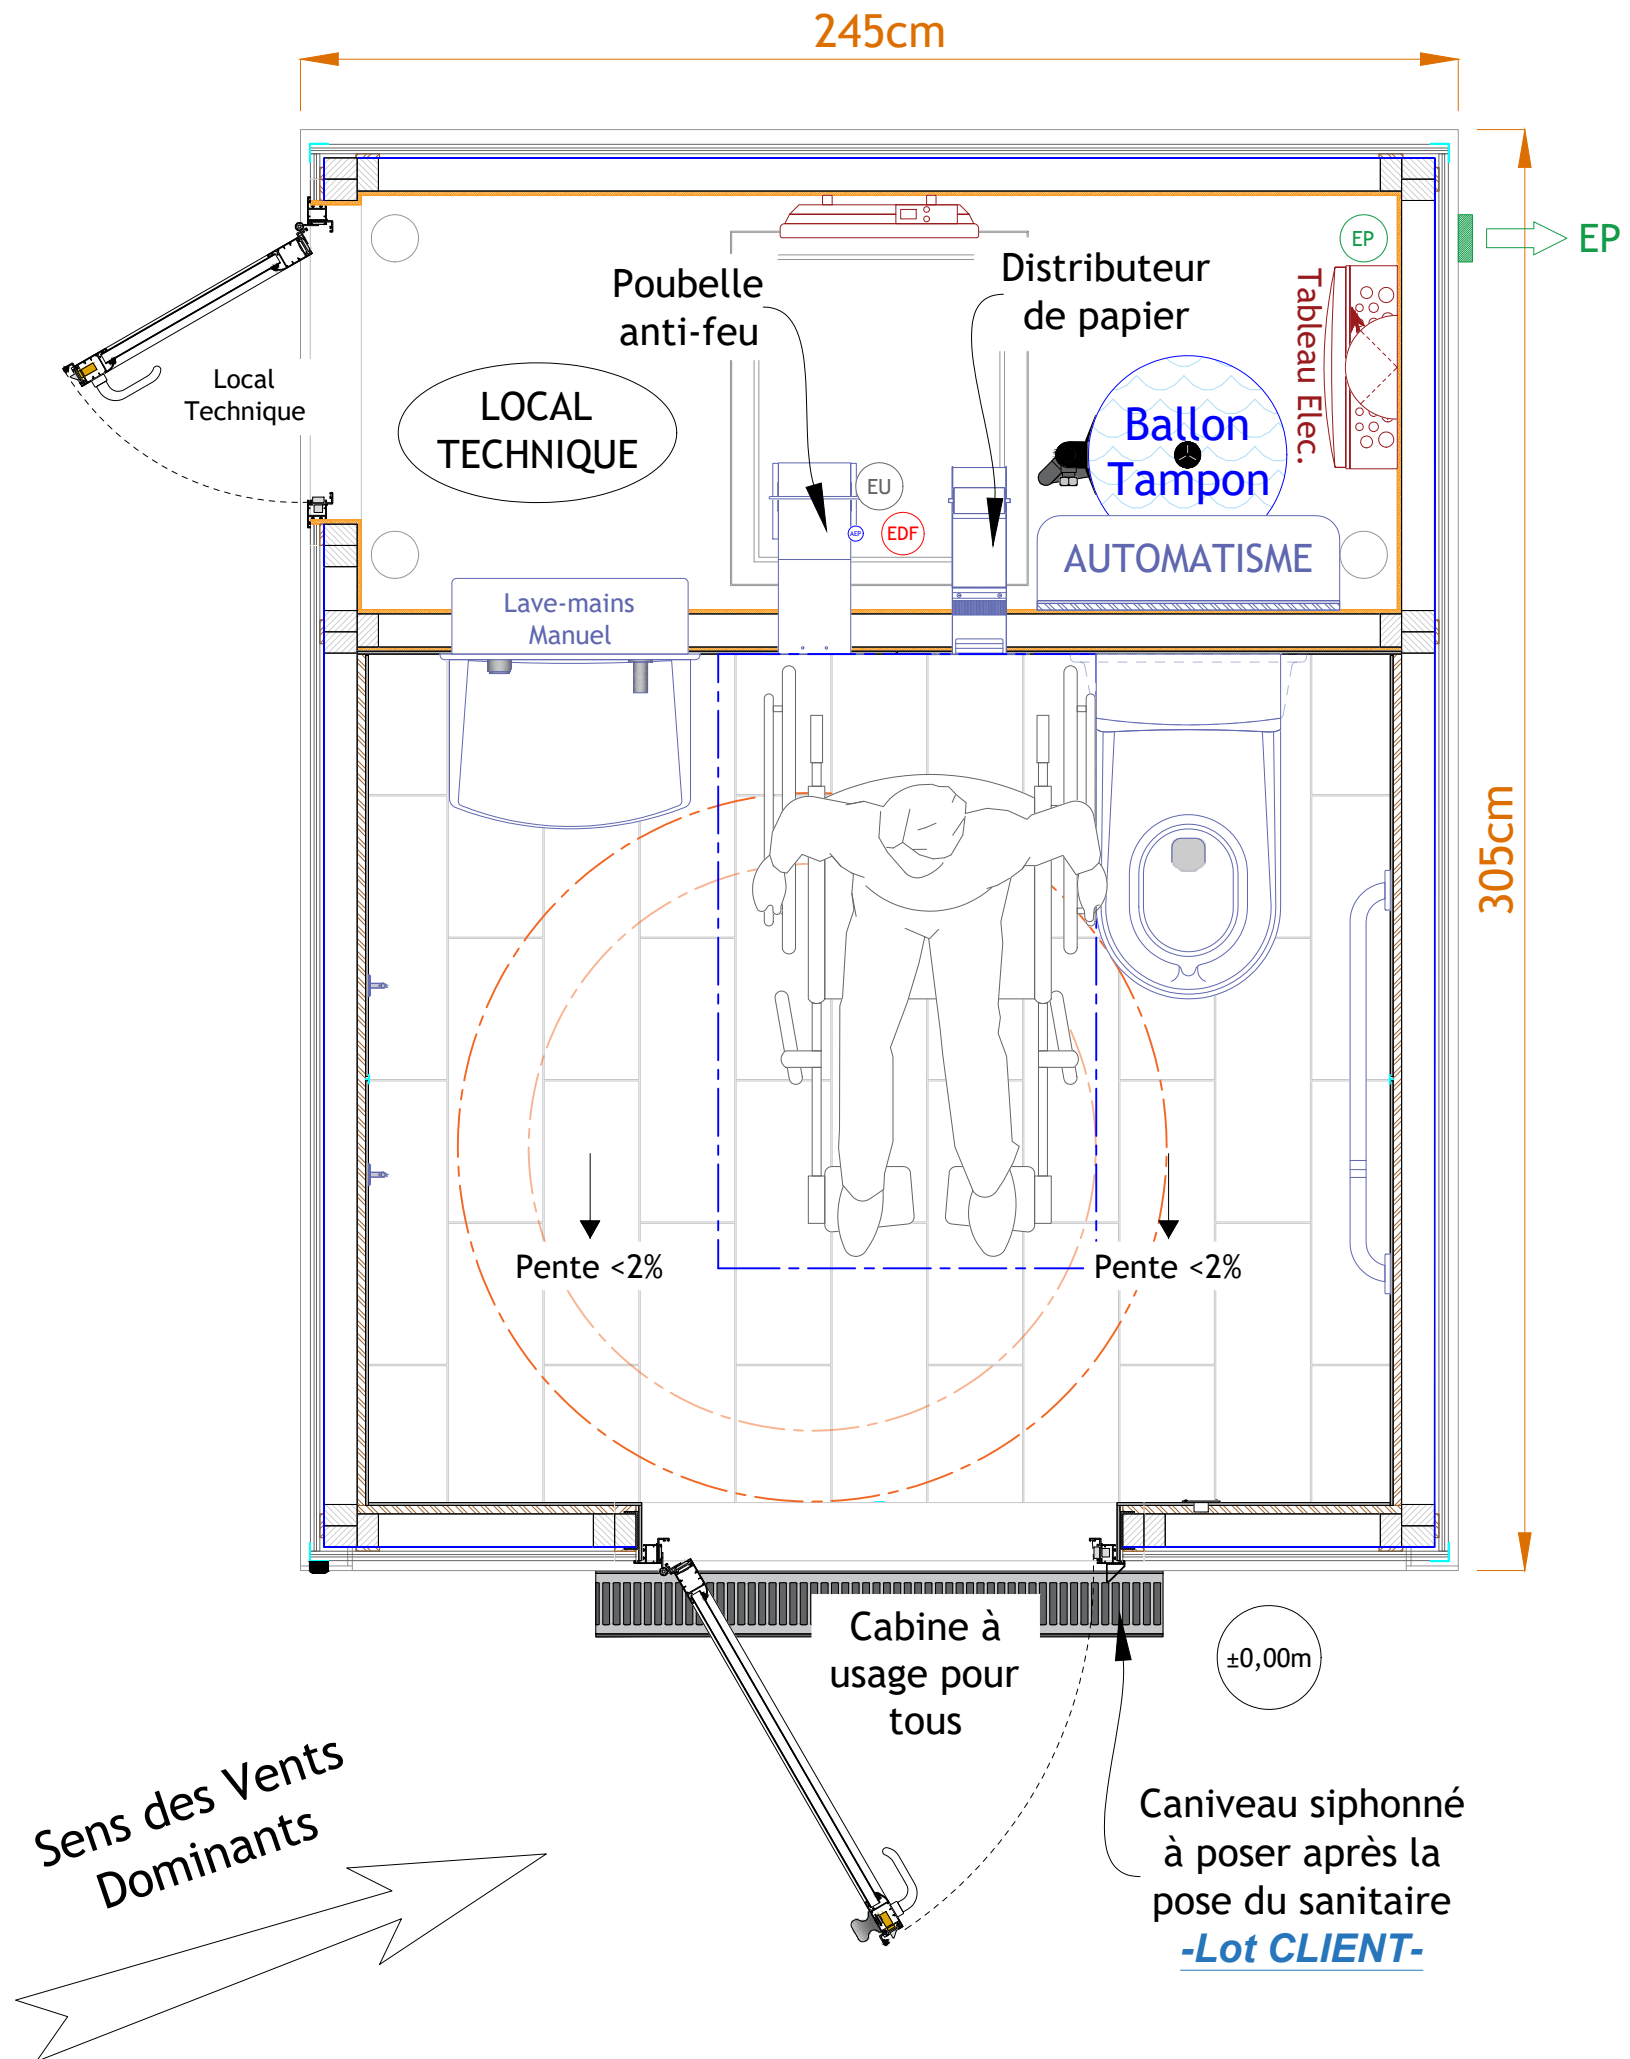 245cm
EP
EP
Poubelle
anti-feu
Distributeur
de papier
Tableau Elec.
Local
Technique
LOCAL
TECHNIQUE
Ballon
Tampon
EU
AEP
EDF
AUTOMATISME
Lave-mains
Manuel
305cm
Pente <2%
Pente <2%
Cabine à
usage pour
tous
±0,00m
Sens des Vents
Dominants
Caniveau siphonné
à poser après la
pose du sanitaire
-Lot CLIENT-